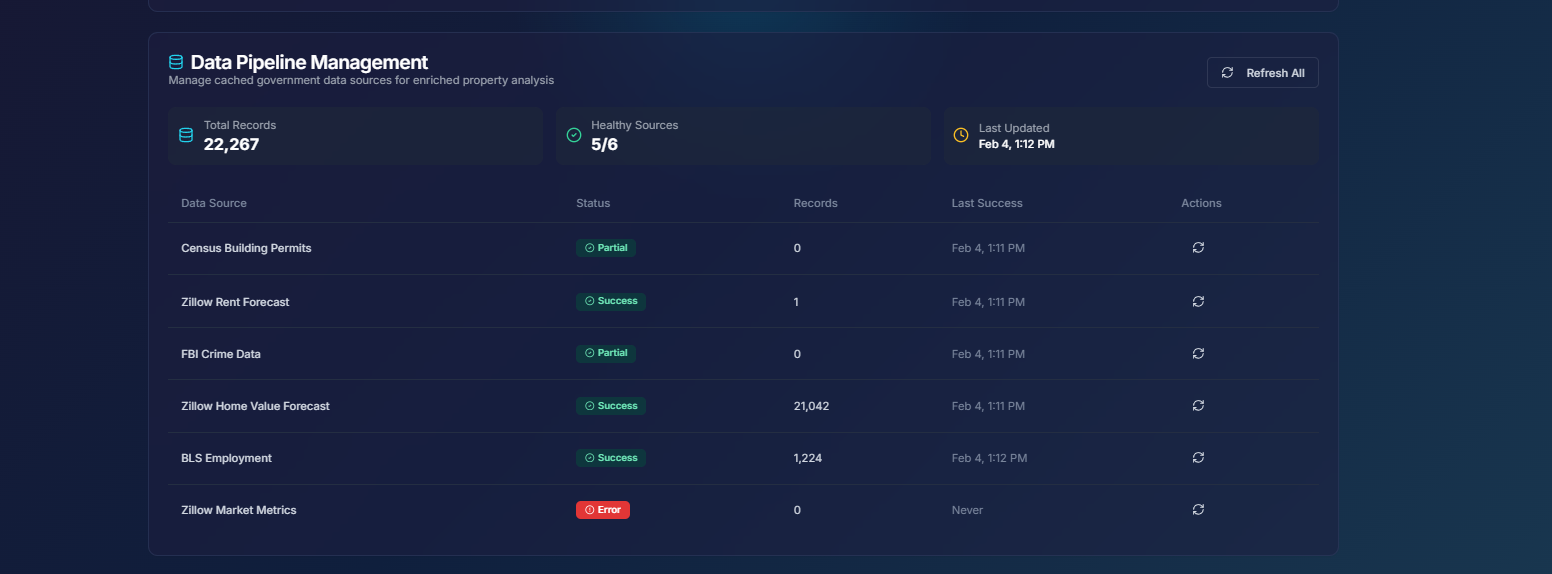 Data Pipeline Management
Manage cached government data sources for enriched property analysis
Refresh All
Total Records
22,267
Healthy Sources
5/6
Last Updated
Feb 4, 1:12 PM
Data Source Status Records Last Success Actions
Census Building Permits Partial 0 Feb 4, 1:11 PM
Zillow Rent Forecast Success 1 Feb 4, 1:11 PM
FBI Crime Data Partial 0 Feb 4, 1:11 PM
Zillow Home Value Forecast Success 21,042 Feb 4, 1:11 PM
BLS Employment Success 1,224 Feb 4, 1:12 PM
Zillow Market Metrics Error 0 Never